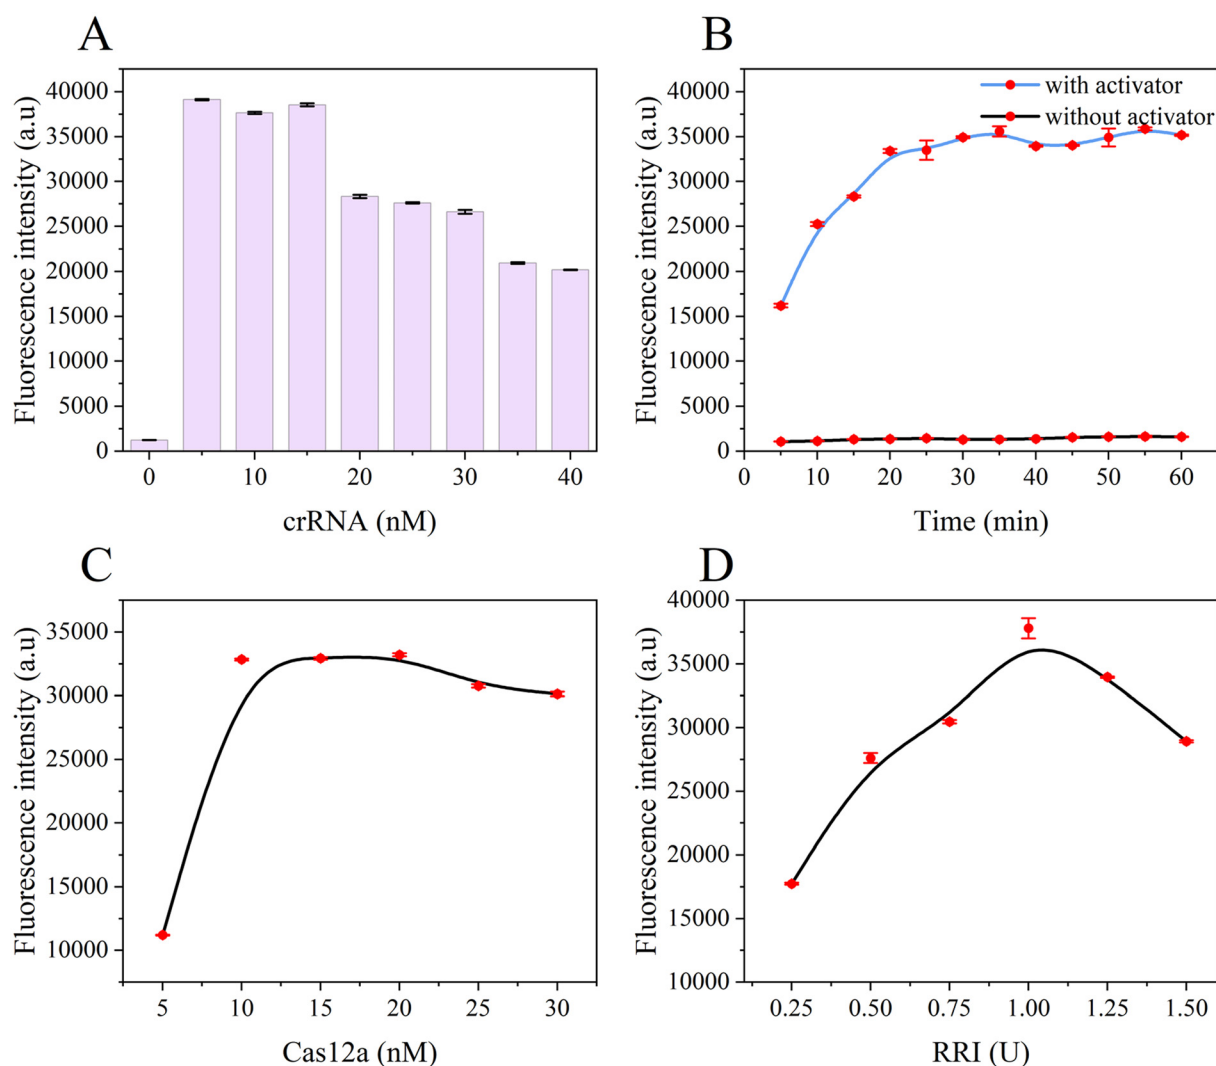 A
Fluorescence intensity (a.u)
40000
35000
30000
25000
20000
15000
10000
5000
0
0 10 20 30 40
crRNA (nM)
B
Fluorescence intensity (a.u)
40000
35000
30000
25000
20000
15000
10000
5000
0
with activator
without activator
0 10 20 30 40 50 60
Time (min)
C
Fluorescence intensity (a.u)
35000
30000
25000
20000
15000
10000
5 10 15 20 25 30
Cas12a (nM)
D
Fluorescence intensity (a.u)
40000
35000
30000
25000
20000
15000
10000
0.25 0.50 0.75 1.00 1.25 1.50
RRI (U)